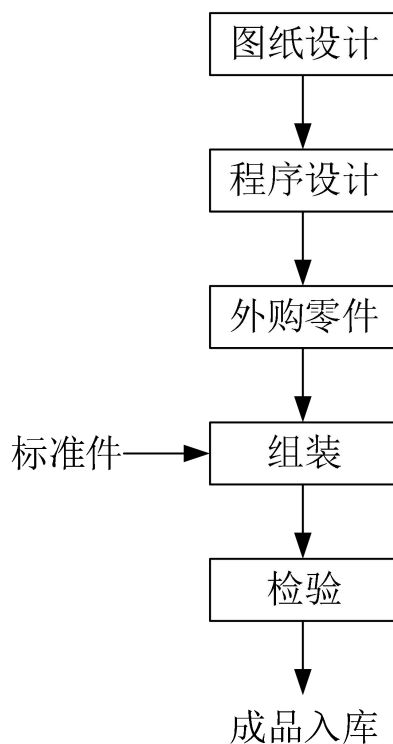 图纸设计
程序设计
外购零件
标准件
组装
检验
成品入库